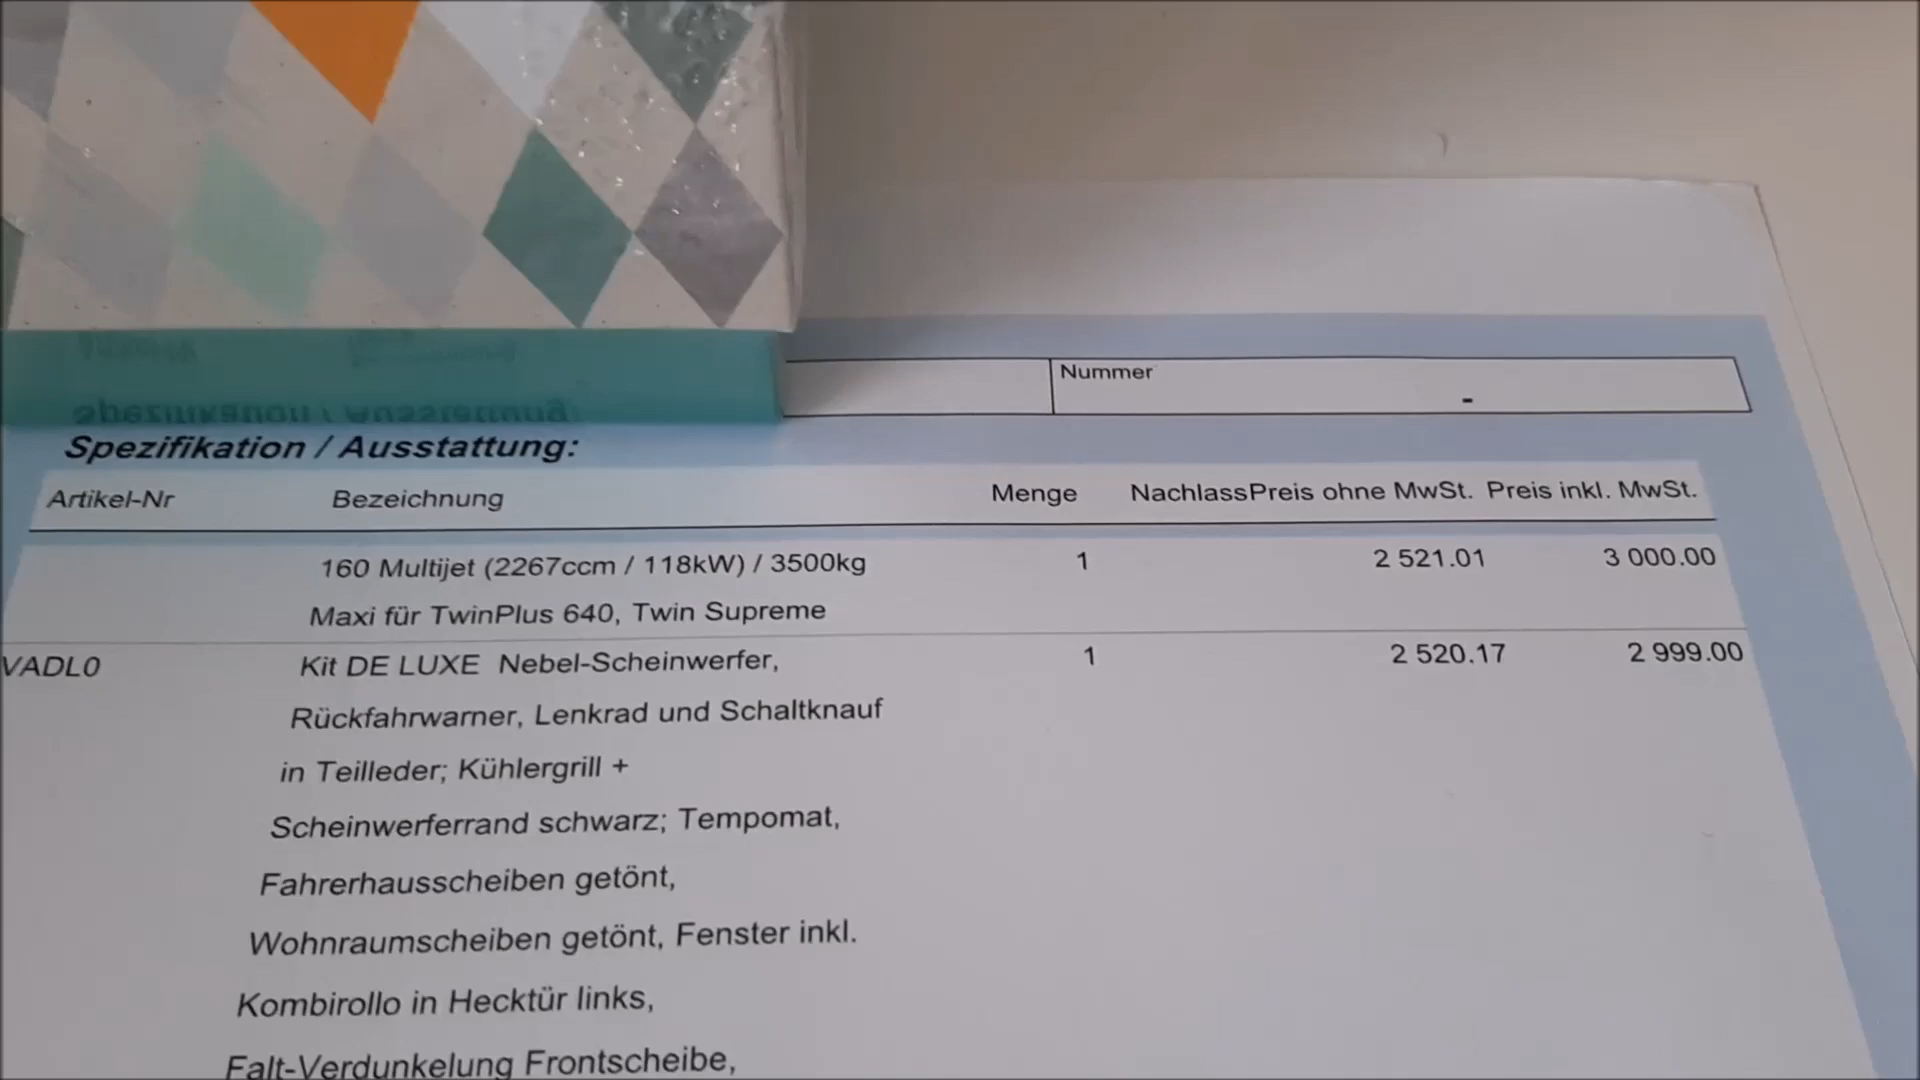 Nummer
-
Spezifikation / Ausstattung:
Artikel-Nr Bezeichnung Menge NachlassPreis ohne MwSt. Preis inkl. MwSt.
160 Multijet (2267ccm / 118kW) / 3500kg 1 2 521.01 3 000.00
Maxi für TwinPlus 640, Twin Supreme
VADL0 Kit DE LUXE Nebel-Scheinwerfer, 1 2 520.17 2 999.00
Rückfahrwarner, Lenkrad und Schaltknauf
in Teilleder; Kühlergrill +
Scheinwerferrand schwarz; Tempomat,
Fahrerhausscheiben getönt,
Wohnraumscheiben getönt, Fenster inkl.
Kombirollo in Hecktür links,
Falt-Verdunkelung Frontscheibe,